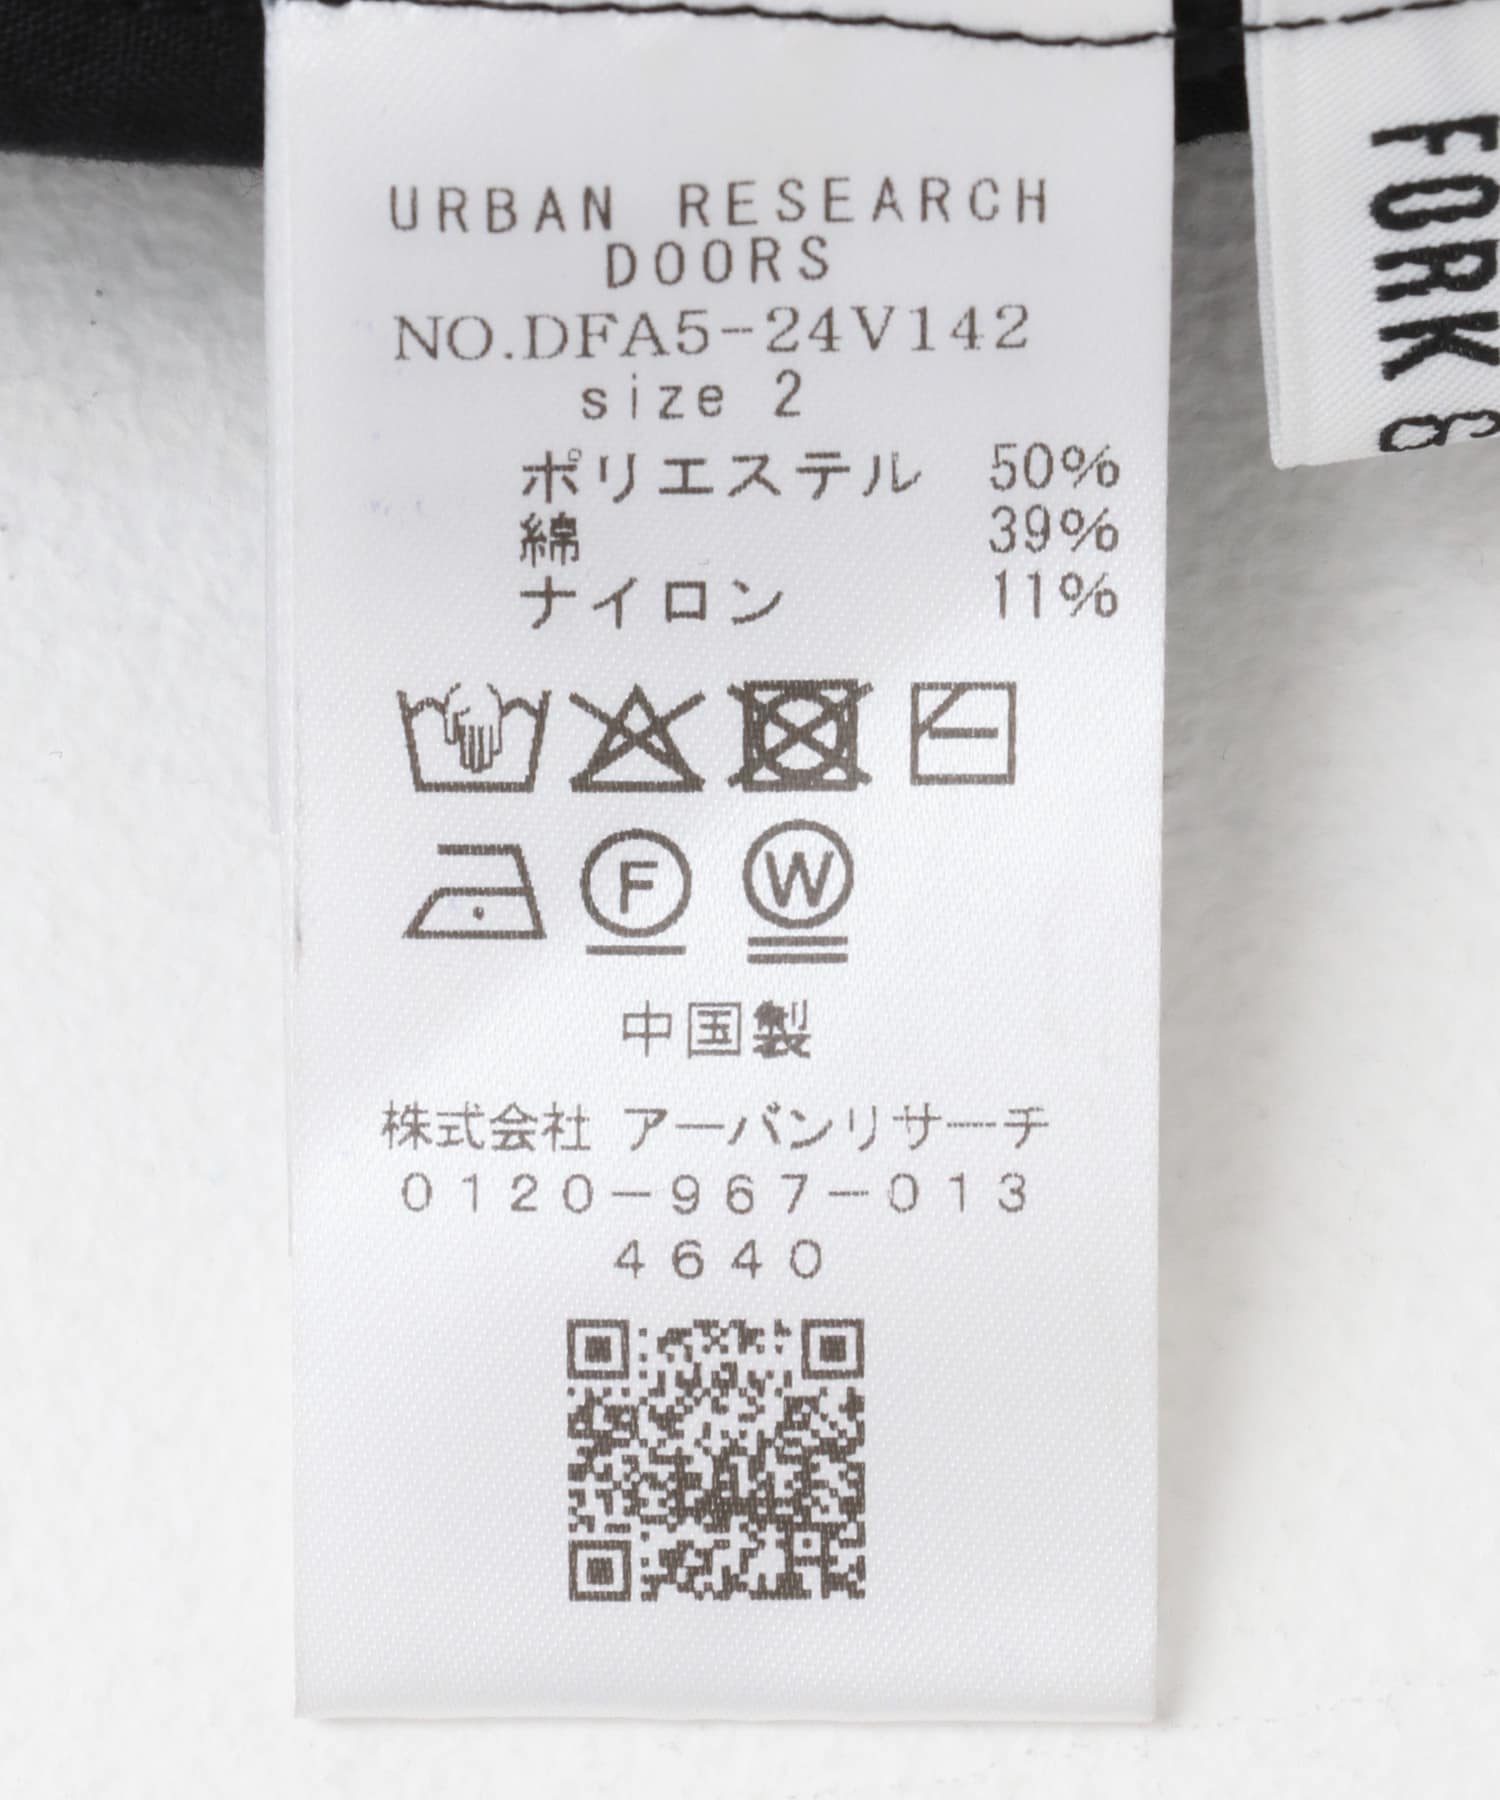 URBAN RESEARCH
DOORS
NO.DFA5-24V142
size 2
ポリエステル 50%
綿 39%
ナイロン 11%
F W
中国製
株式会社 アーバンリサーチ
0120-967-013
4640
FORK &